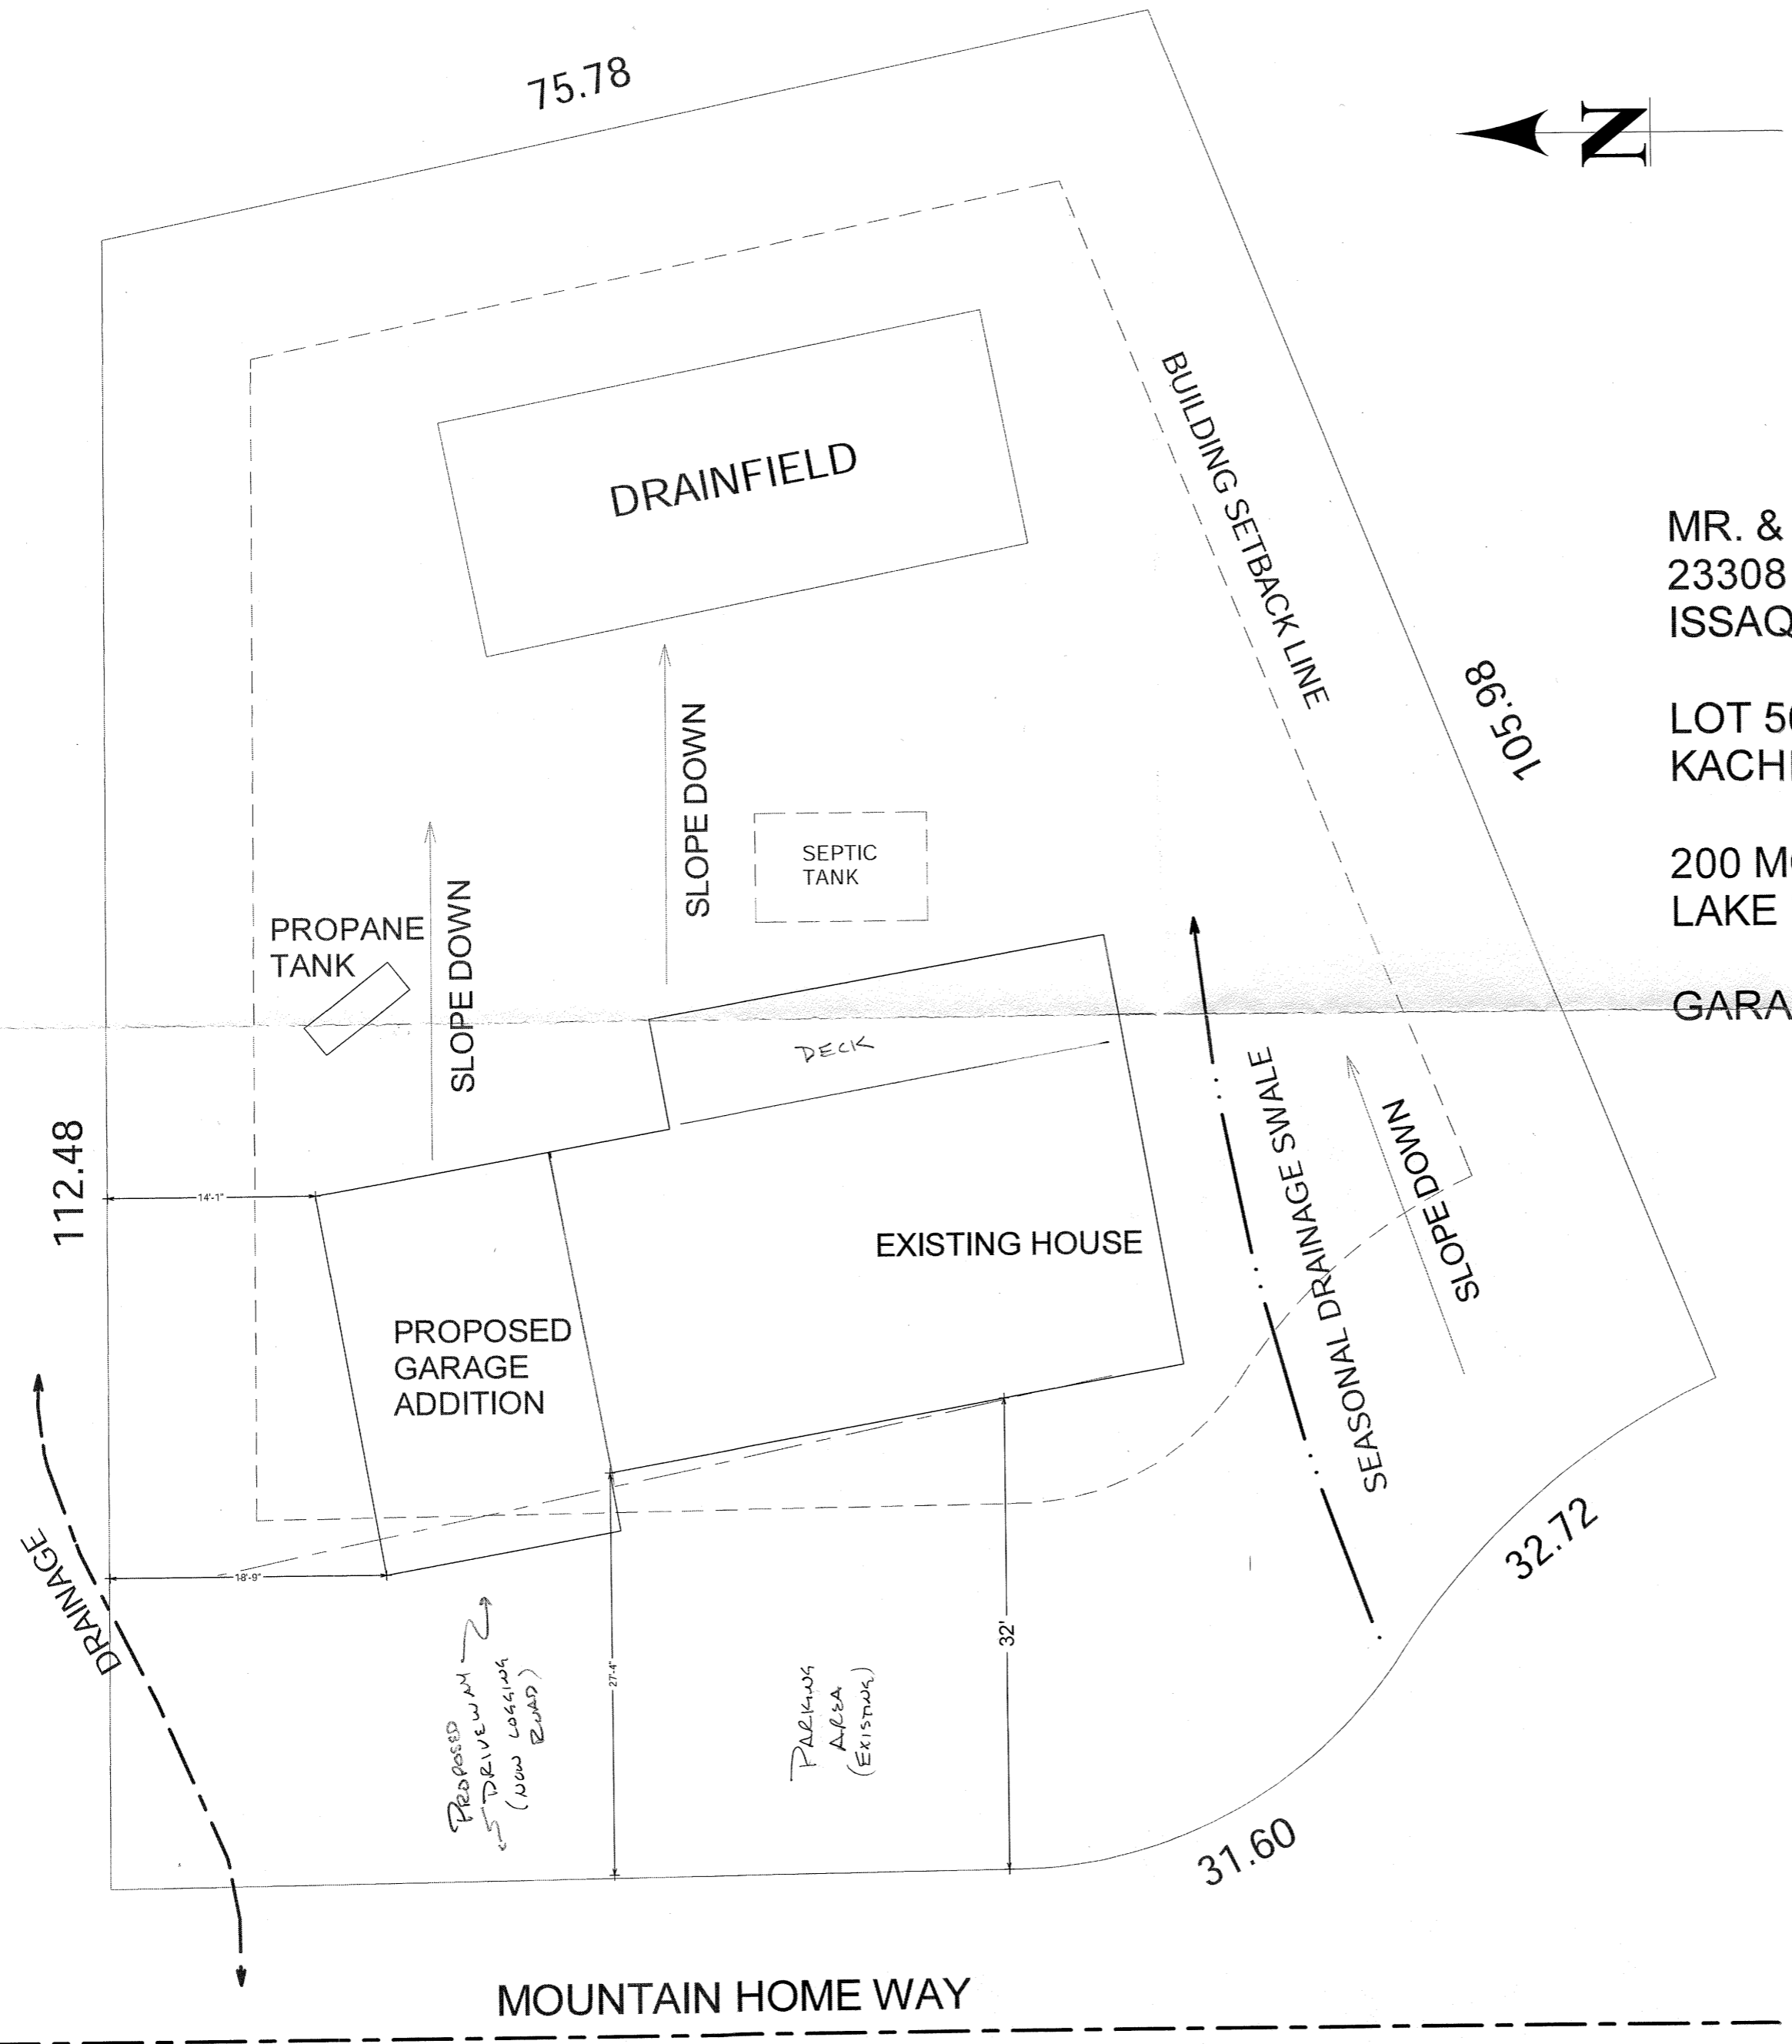 75.78
N
DRAINFIELD
BUILDING SETBACK LINE
MR. &
23308
ISSAQ
105.98
LOT
KACH
SLOPE DOWN
SEPTIC
TANK
200 M
LAKE
PROPANE
TANK
SLOPE DOWN
GARA
DECK
112.48
14'-1"
SEASONAL DRAINAGE SWALE
SLOPE DOWN
EXISTING HOUSE
PROPOSED
GARAGE
ADDITION
DRAINAGE
18'-9"
32.72
27'-4"
32'
PROPOSED
DRIVEWAY
(NOW LOGGING
ROAD)
PARKING
AREA
(EXISTING)
31.60
MOUNTAIN HOME WAY